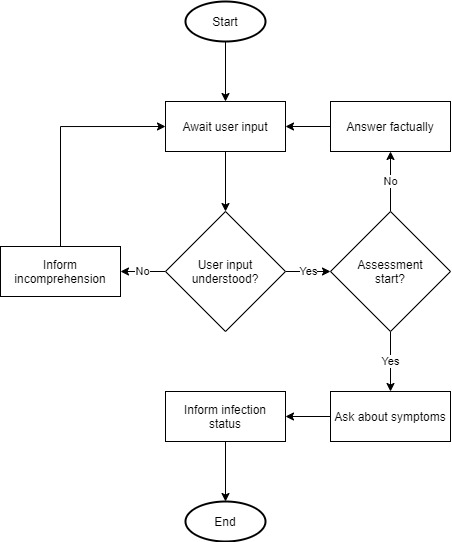 Start
Await user input
Answer factually
No
Inform
incomprehension
No
User input
understood?
Yes
Assessment
start?
Yes
Inform infection
status
Ask about symptoms
End